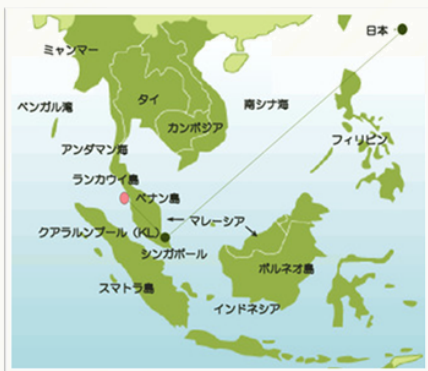 日本
ミャンマー
タイ
ベンガル湾
南シナ海
カンボジア
フィリピン
アンダマン海
ランカウイ島
ペナン島
マレーシア
クアラルンプール (KL)
シンガポール
ボルネオ島
スマトラ島
インドネシア